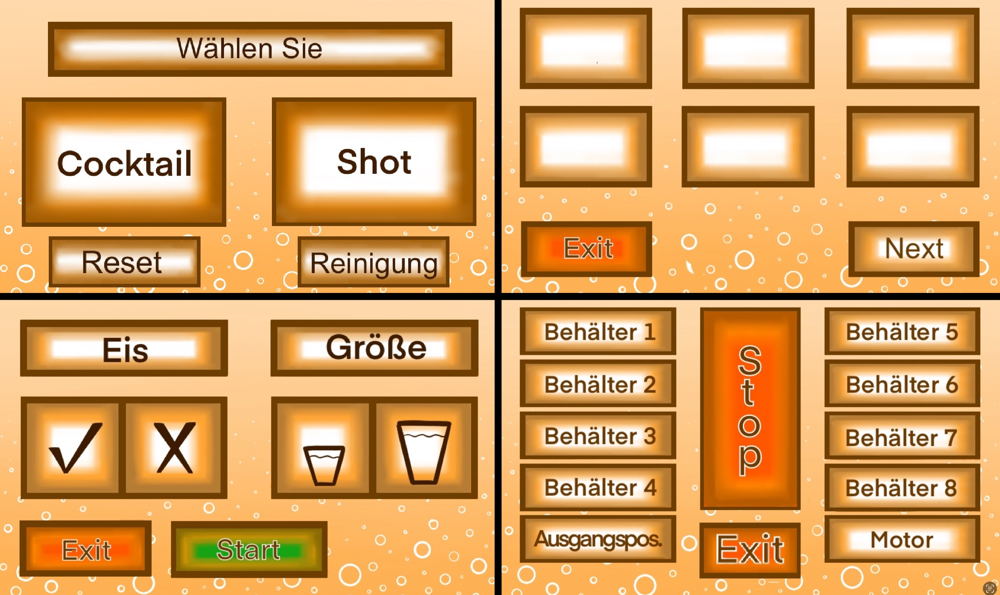 Wählen Sie
Cocktail
Shot
Reset
Reinigung
Exit
Next
Eis
Größe
Exit
Start
Behälter 1
Behälter 2
Behälter 3
Behälter 4
Ausgangspos.
Stop
Exit
Behälter 5
Behälter 6
Behälter 7
Behälter 8
Motor